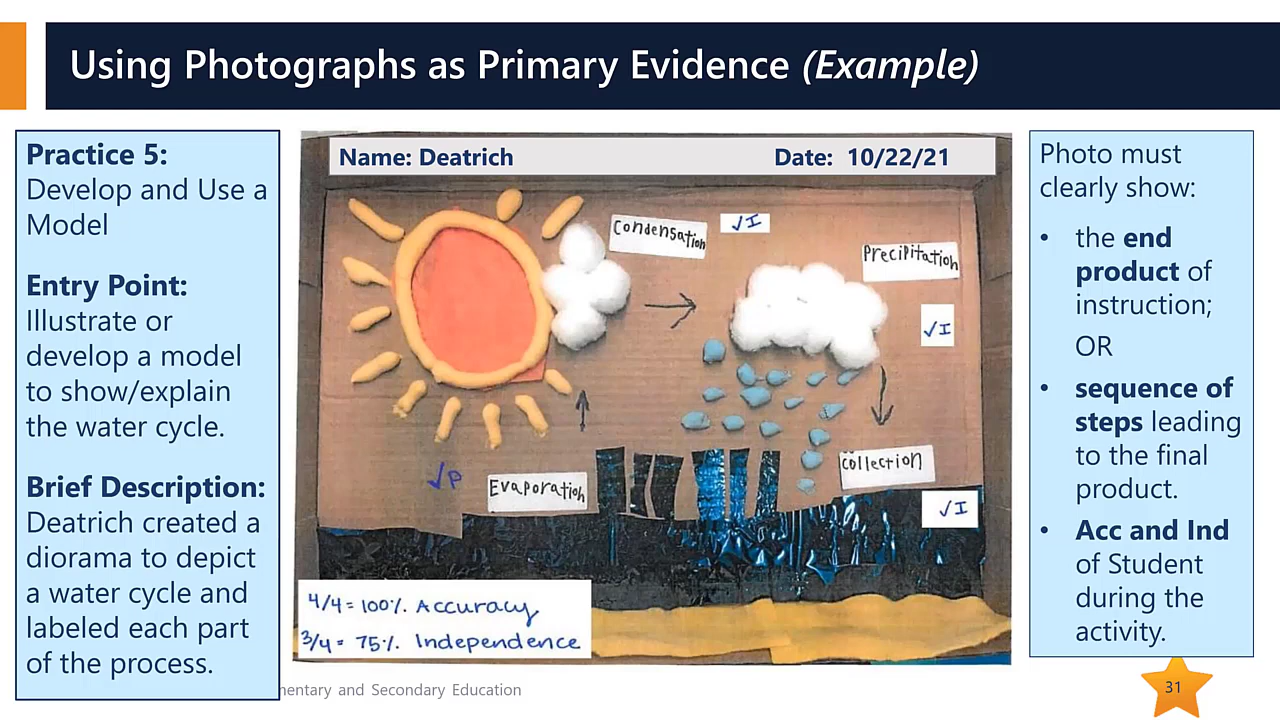 Using Photographs as Primary Evidence (Example)
Practice 5:
Develop and Use a
Model
Entry Point:
Illustrate or
develop a model
to show/explain
the water cycle.
Brief Description:
Deatrich created a
diorama to depict
a water cycle and
labeled each part
of the process.
Name: Deatrich Date: 10/22/21
Condensation √I
Precipitation
√I
√P
Evaporation
Collection
√I
4/4 = 100% Accuracy
3/4 = 75% Independence
Photo must
clearly show:
• the end
product of
instruction;
OR
• sequence of
steps leading
to the final
product.
• Acc and Ind
of Student
during the
activity.
and Secondary Education
31